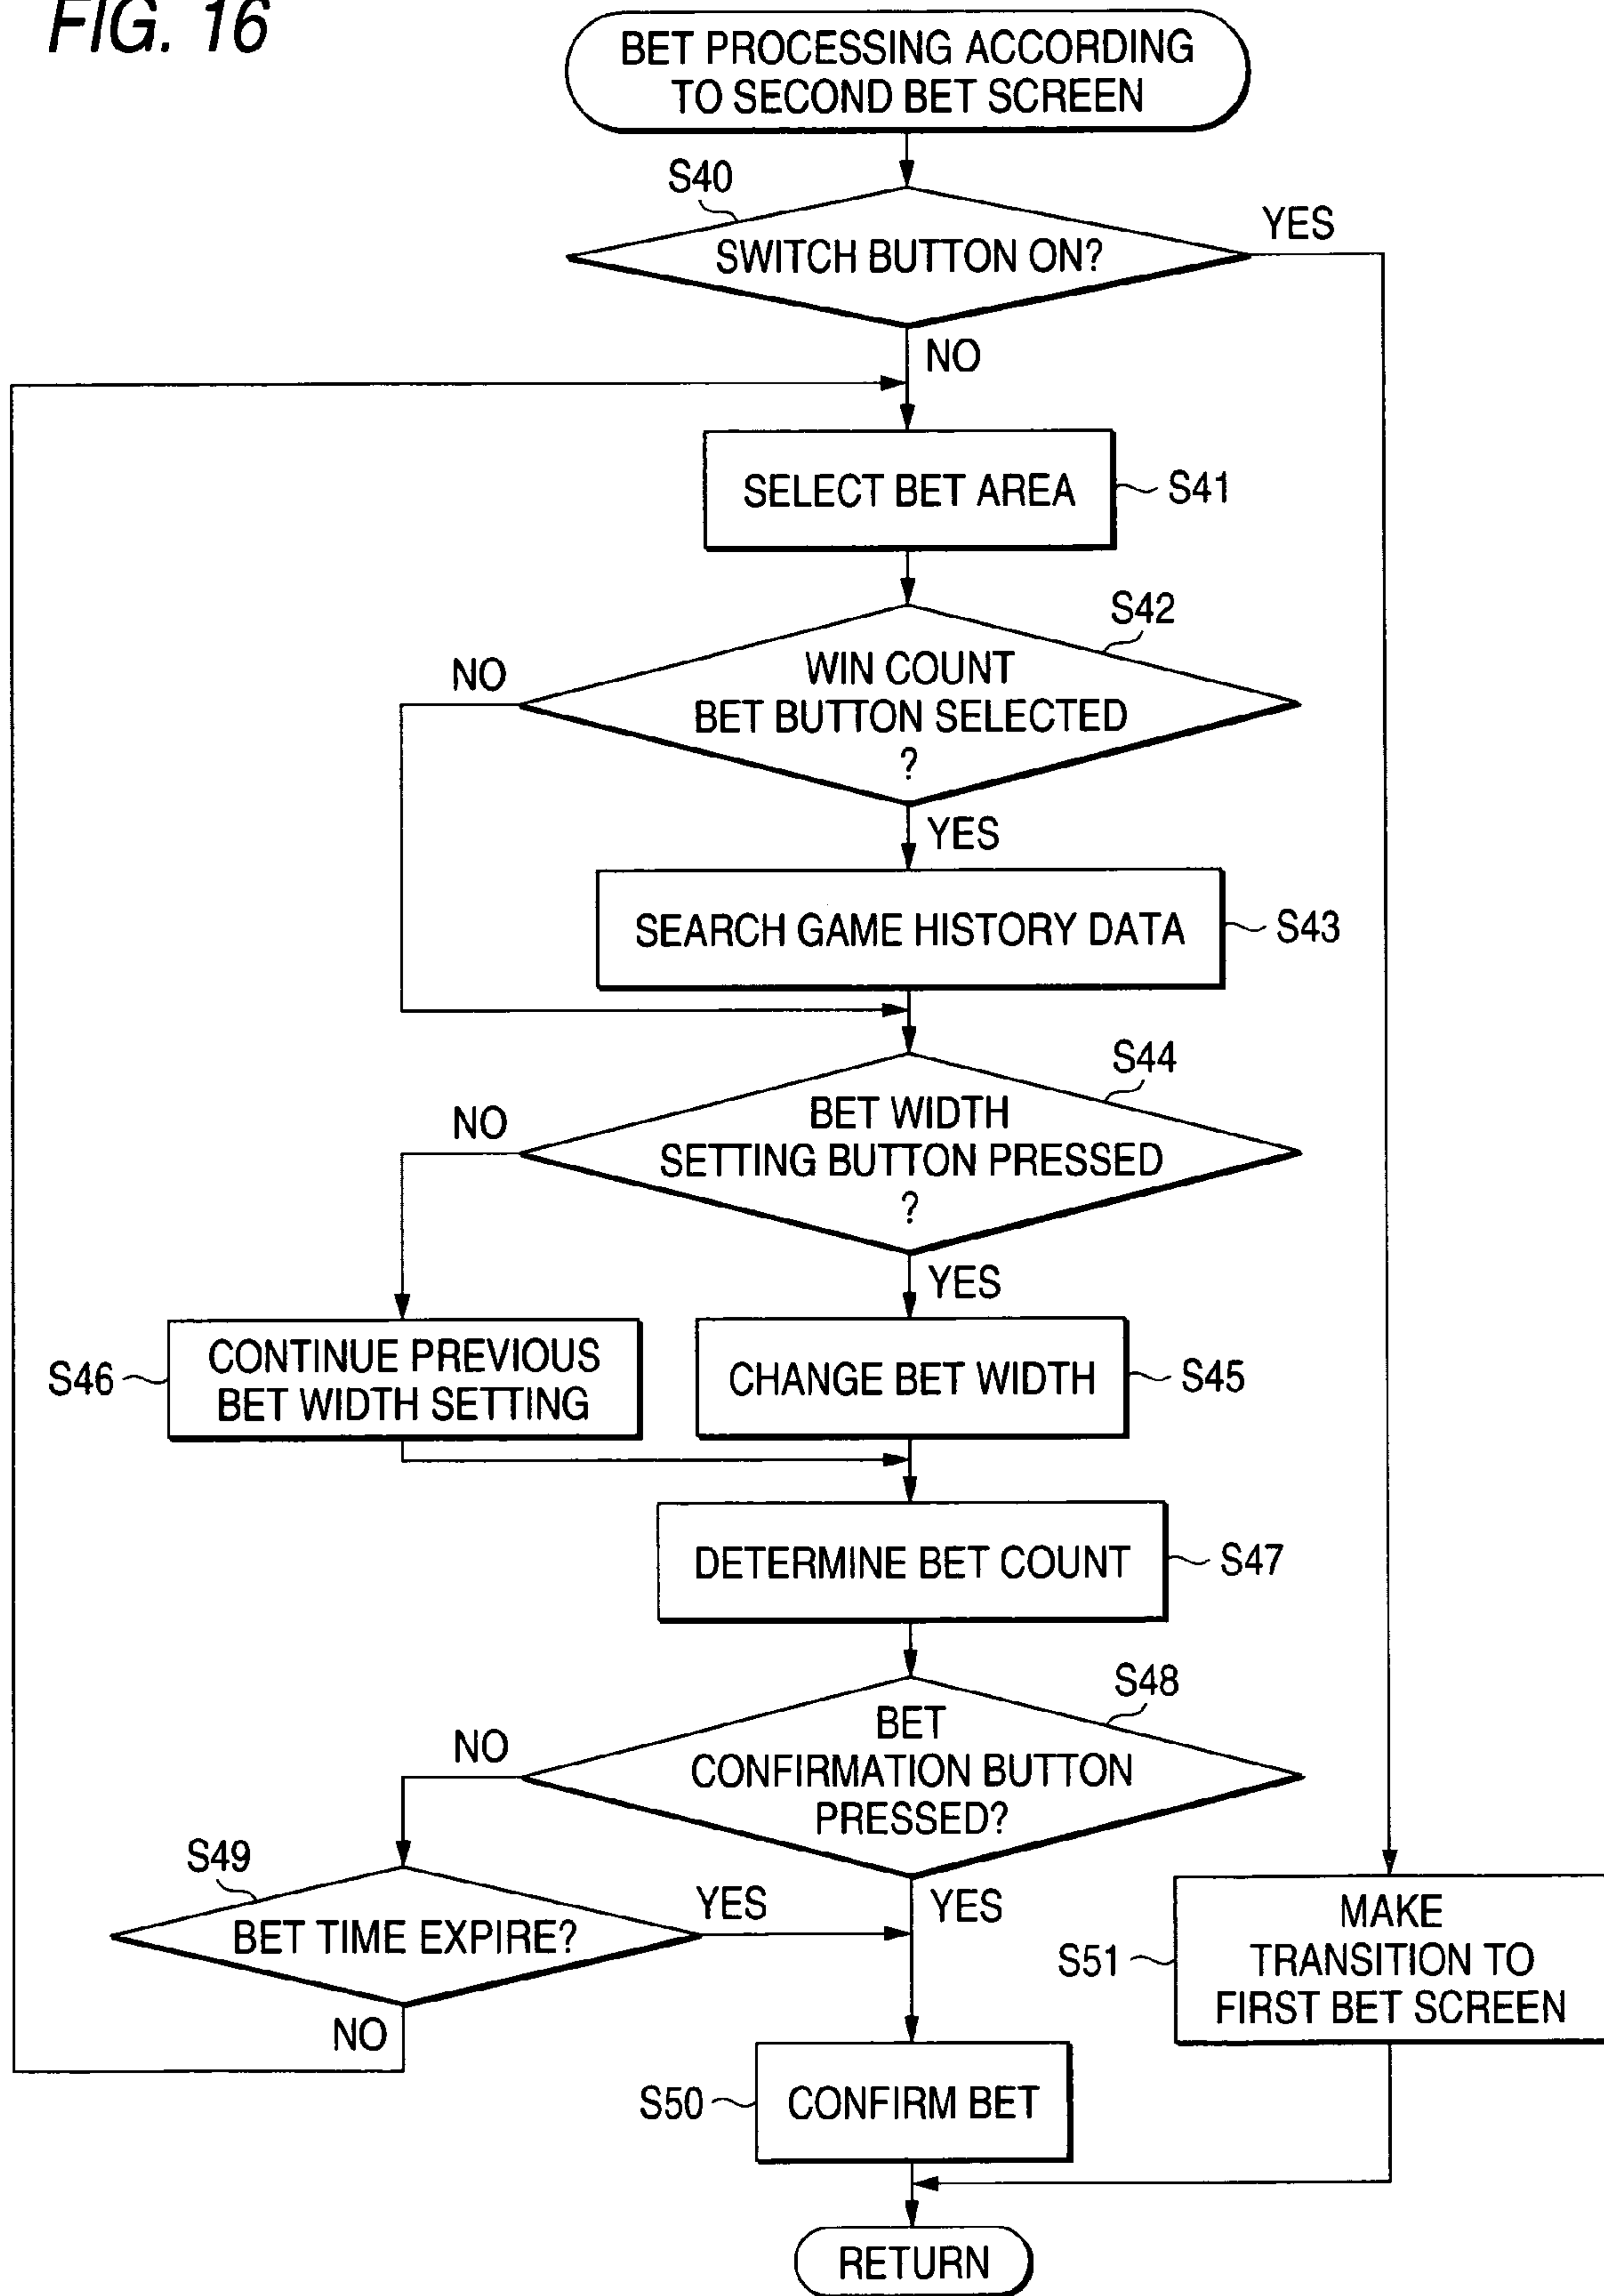 FIG. 16
BET PROCESSING ACCORDING
TO SECOND BET SCREEN
S40
SWITCH BUTTON ON?
YES
NO
SELECT BET AREA
S41
S42
WIN COUNT
BET BUTTON SELECTED
?
NO
YES
SEARCH GAME HISTORY DATA
S43
S44
BET WIDTH
SETTING BUTTON PRESSED
?
NO
YES
S46
CONTINUE PREVIOUS
BET WIDTH SETTING
CHANGE BET WIDTH
S45
DETERMINE BET COUNT
S47
S48
BET
CONFIRMATION BUTTON
PRESSED?
NO
YES
S49
BET TIME EXPIRE?
YES
NO
S51
MAKE
TRANSITION TO
FIRST BET SCREEN
S50
CONFIRM BET
RETURN